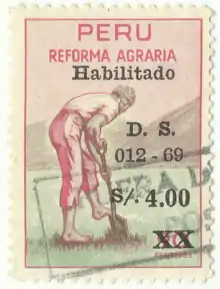 PERU
REFORMA AGRARIA
Habilitado
D. S.
012 - 69
S/. 4.00
XX